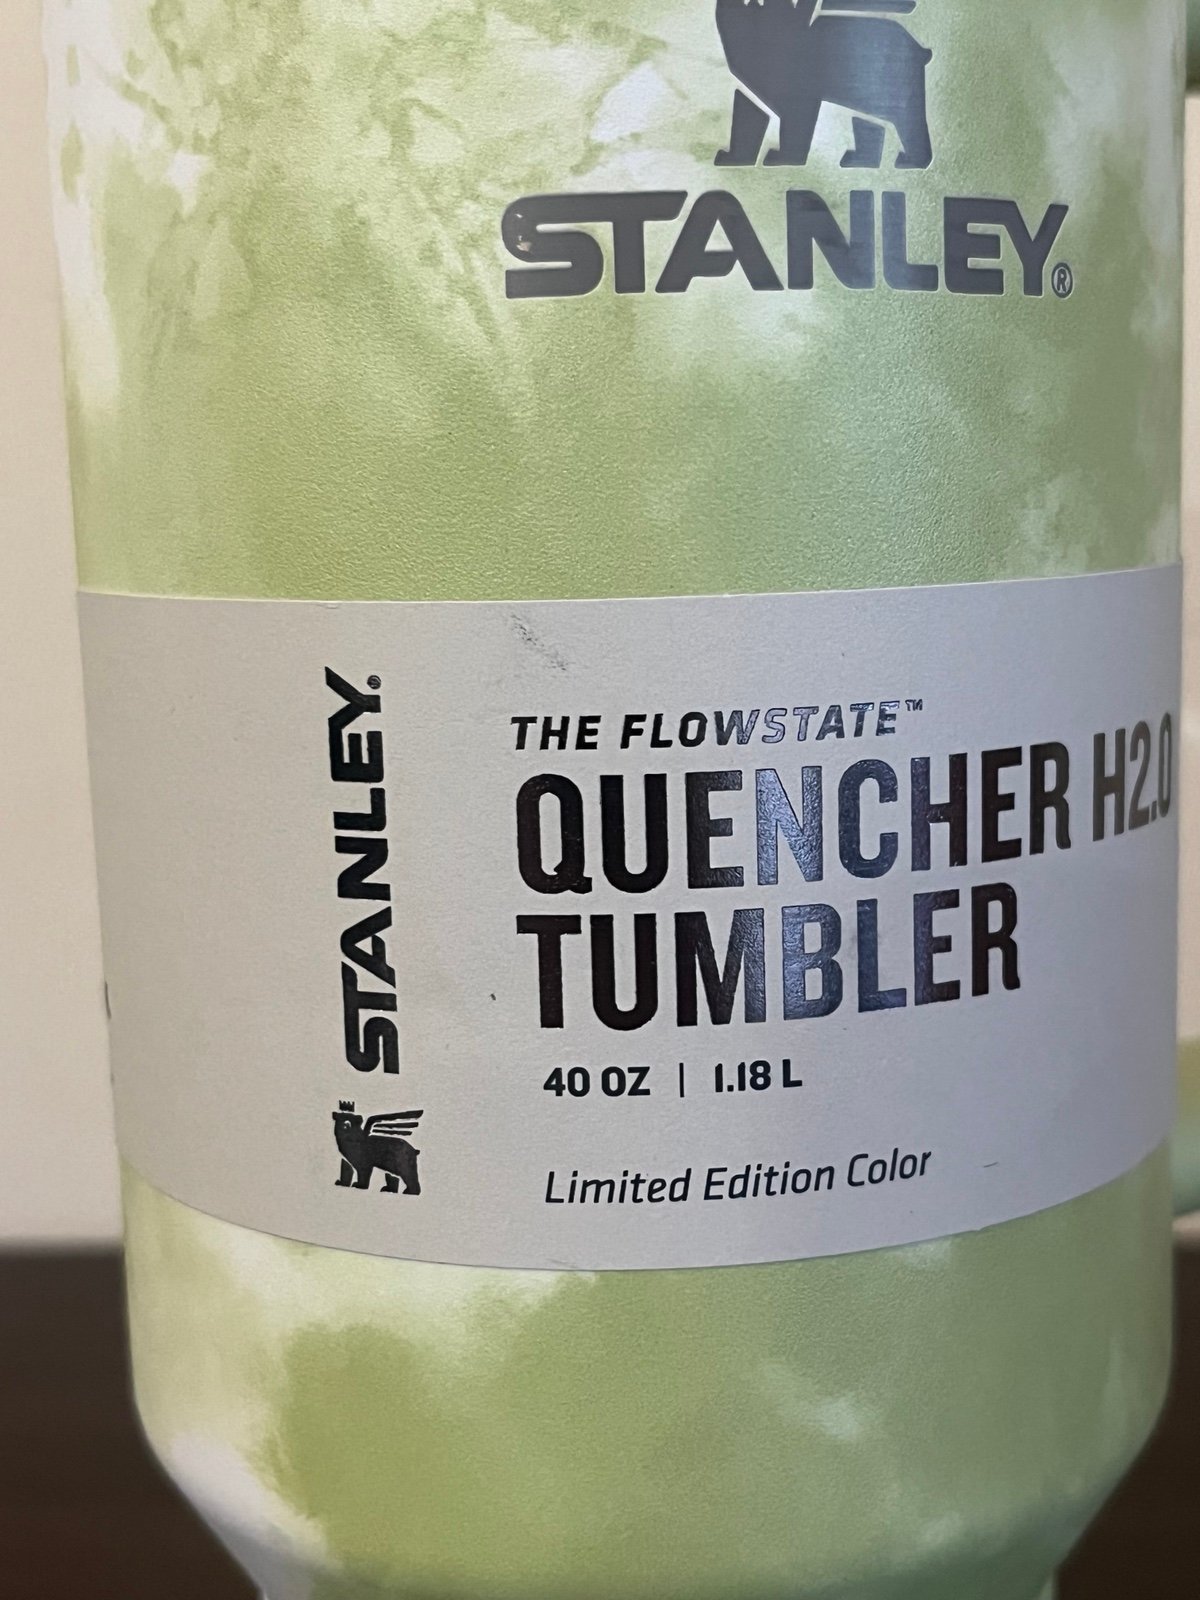 STANLEY®
STANLEY®
THE FLOWSTATE™
QUENCHER H2.0
TUMBLER
40 OZ | 1.18 L
Limited Edition Color